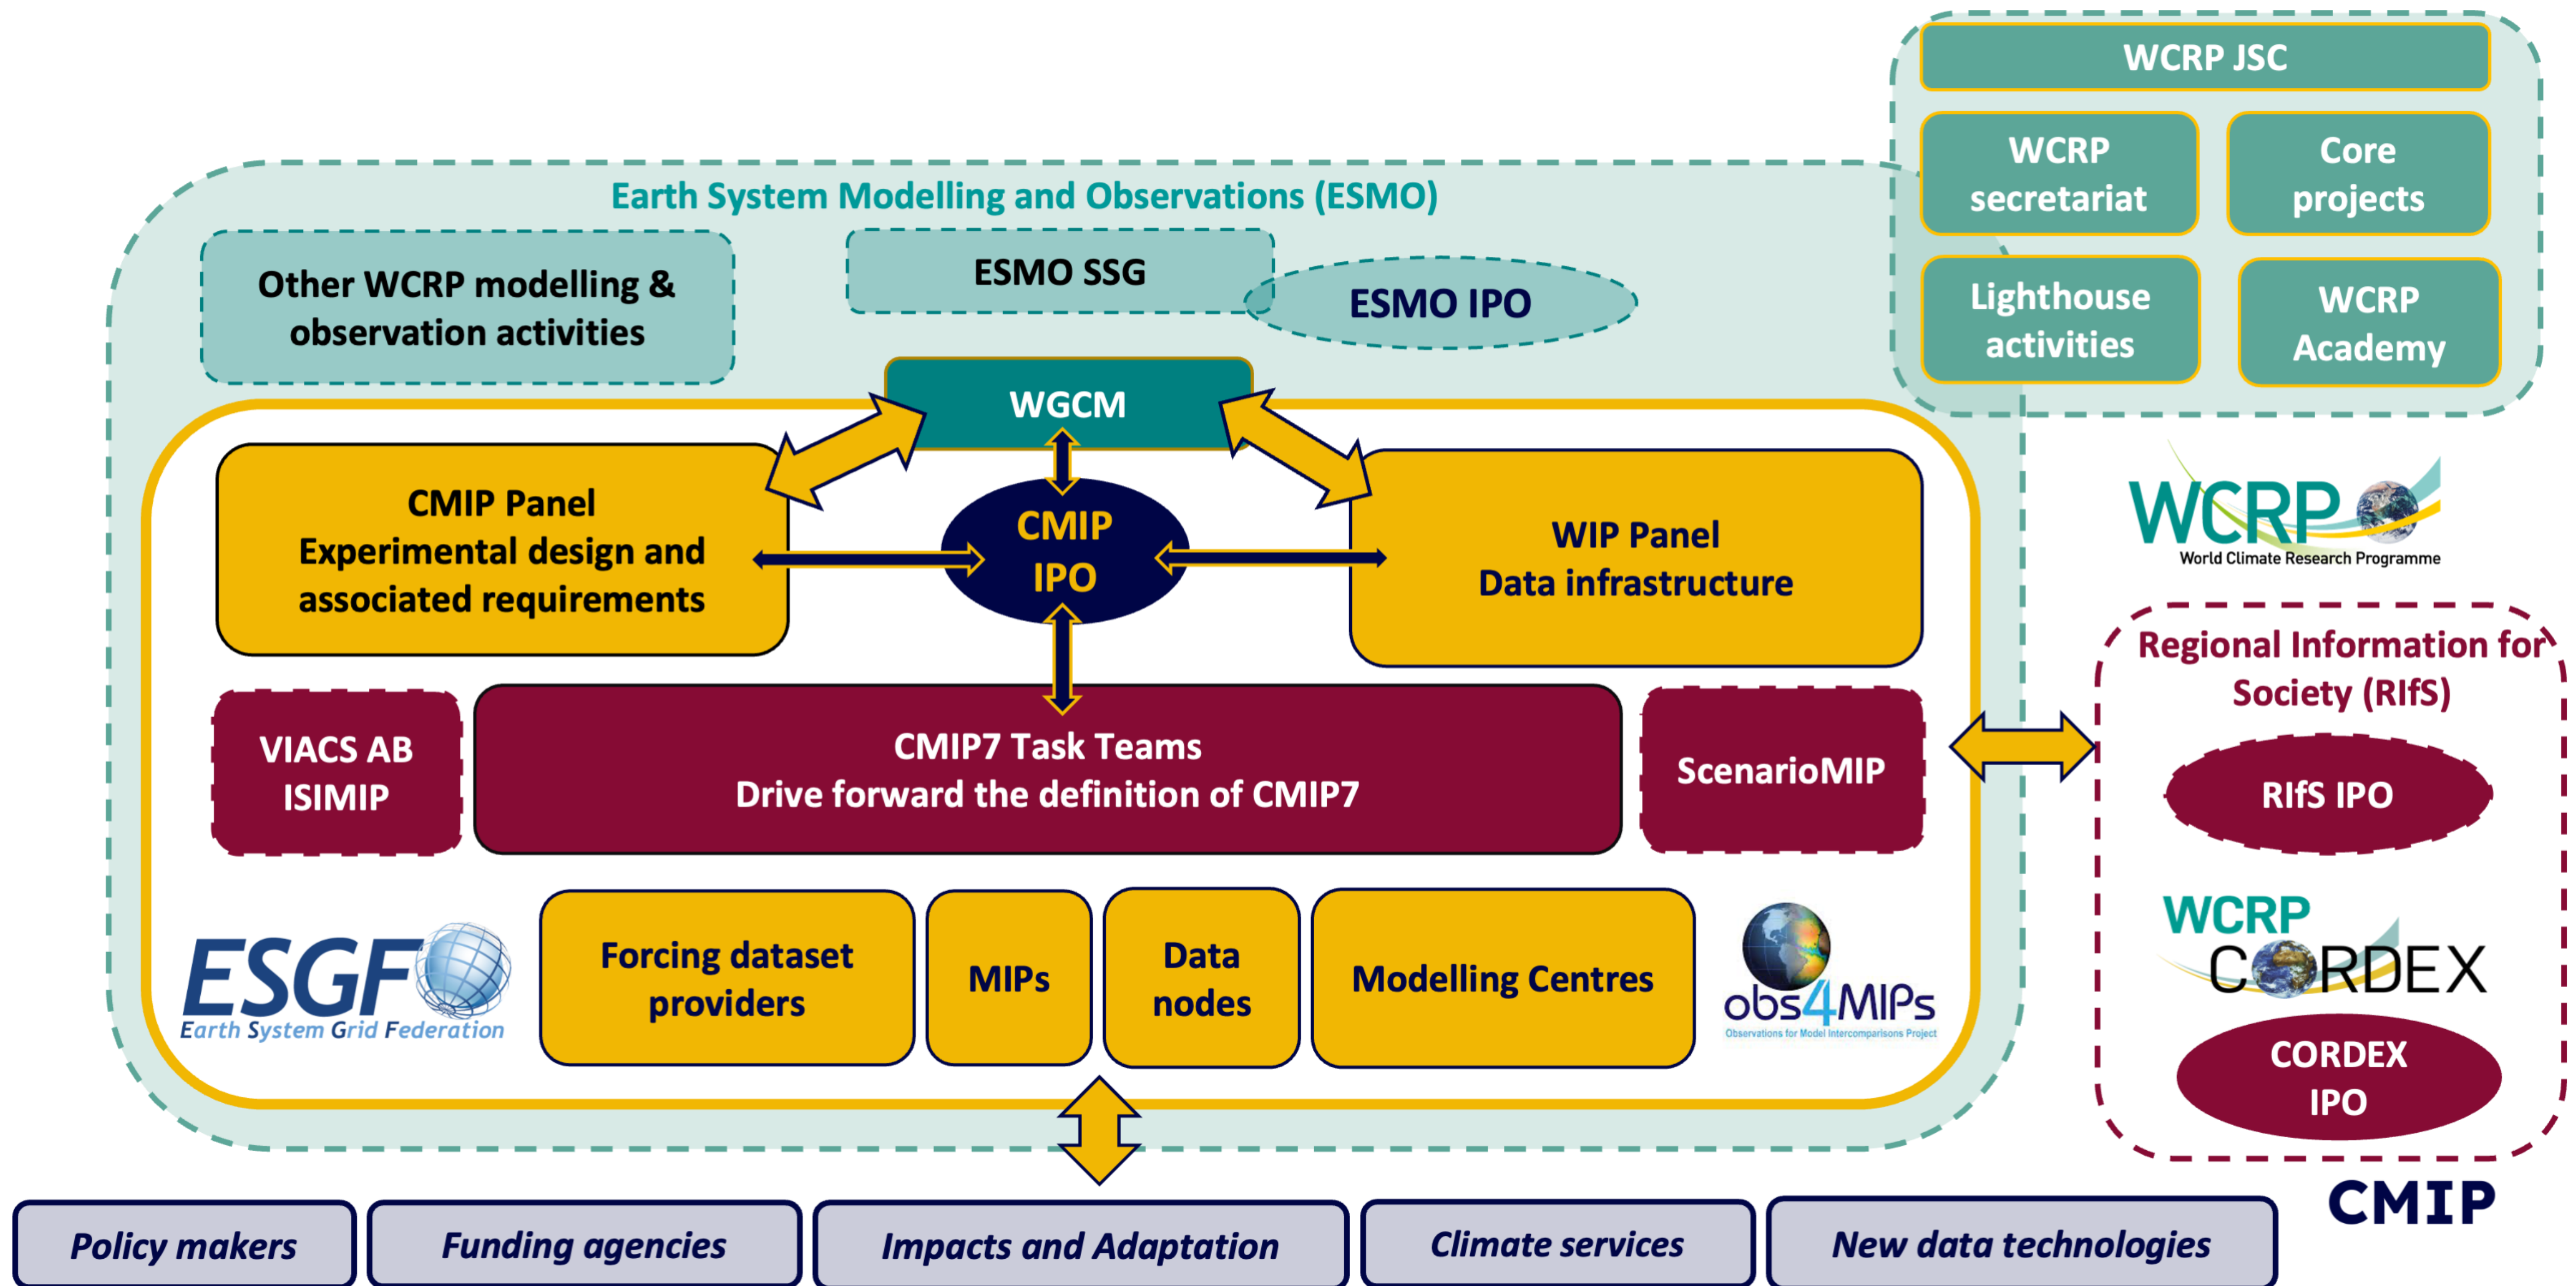 WCRP JSC
WCRP
secretariat
Core
projects
Lighthouse
activities
WCRP
Academy
Earth System Modelling and Observations (ESMO)
Other WCRP modelling &
observation activities
ESMO SSG
ESMO IPO
WGCM
CMIP Panel
Experimental design and
associated requirements
CMIP
IPO
WIP Panel
Data infrastructure
WCRP
World Climate Research Programme
VIACS AB
ISIMIP
CMIP7 Task Teams
Drive forward the definition of CMIP7
ScenarioMIP
Regional Information for
Society (RIfS)
RIfS IPO
WCRP
CORDEX
CORDEX
IPO
ESGF
Earth System Grid Federation
Forcing dataset
providers
MIPs
Data
nodes
Modelling Centres
obs4MIPs
Observations for Model Intercomparisons Project
CMIP
Policy makers
Funding agencies
Impacts and Adaptation
Climate services
New data technologies